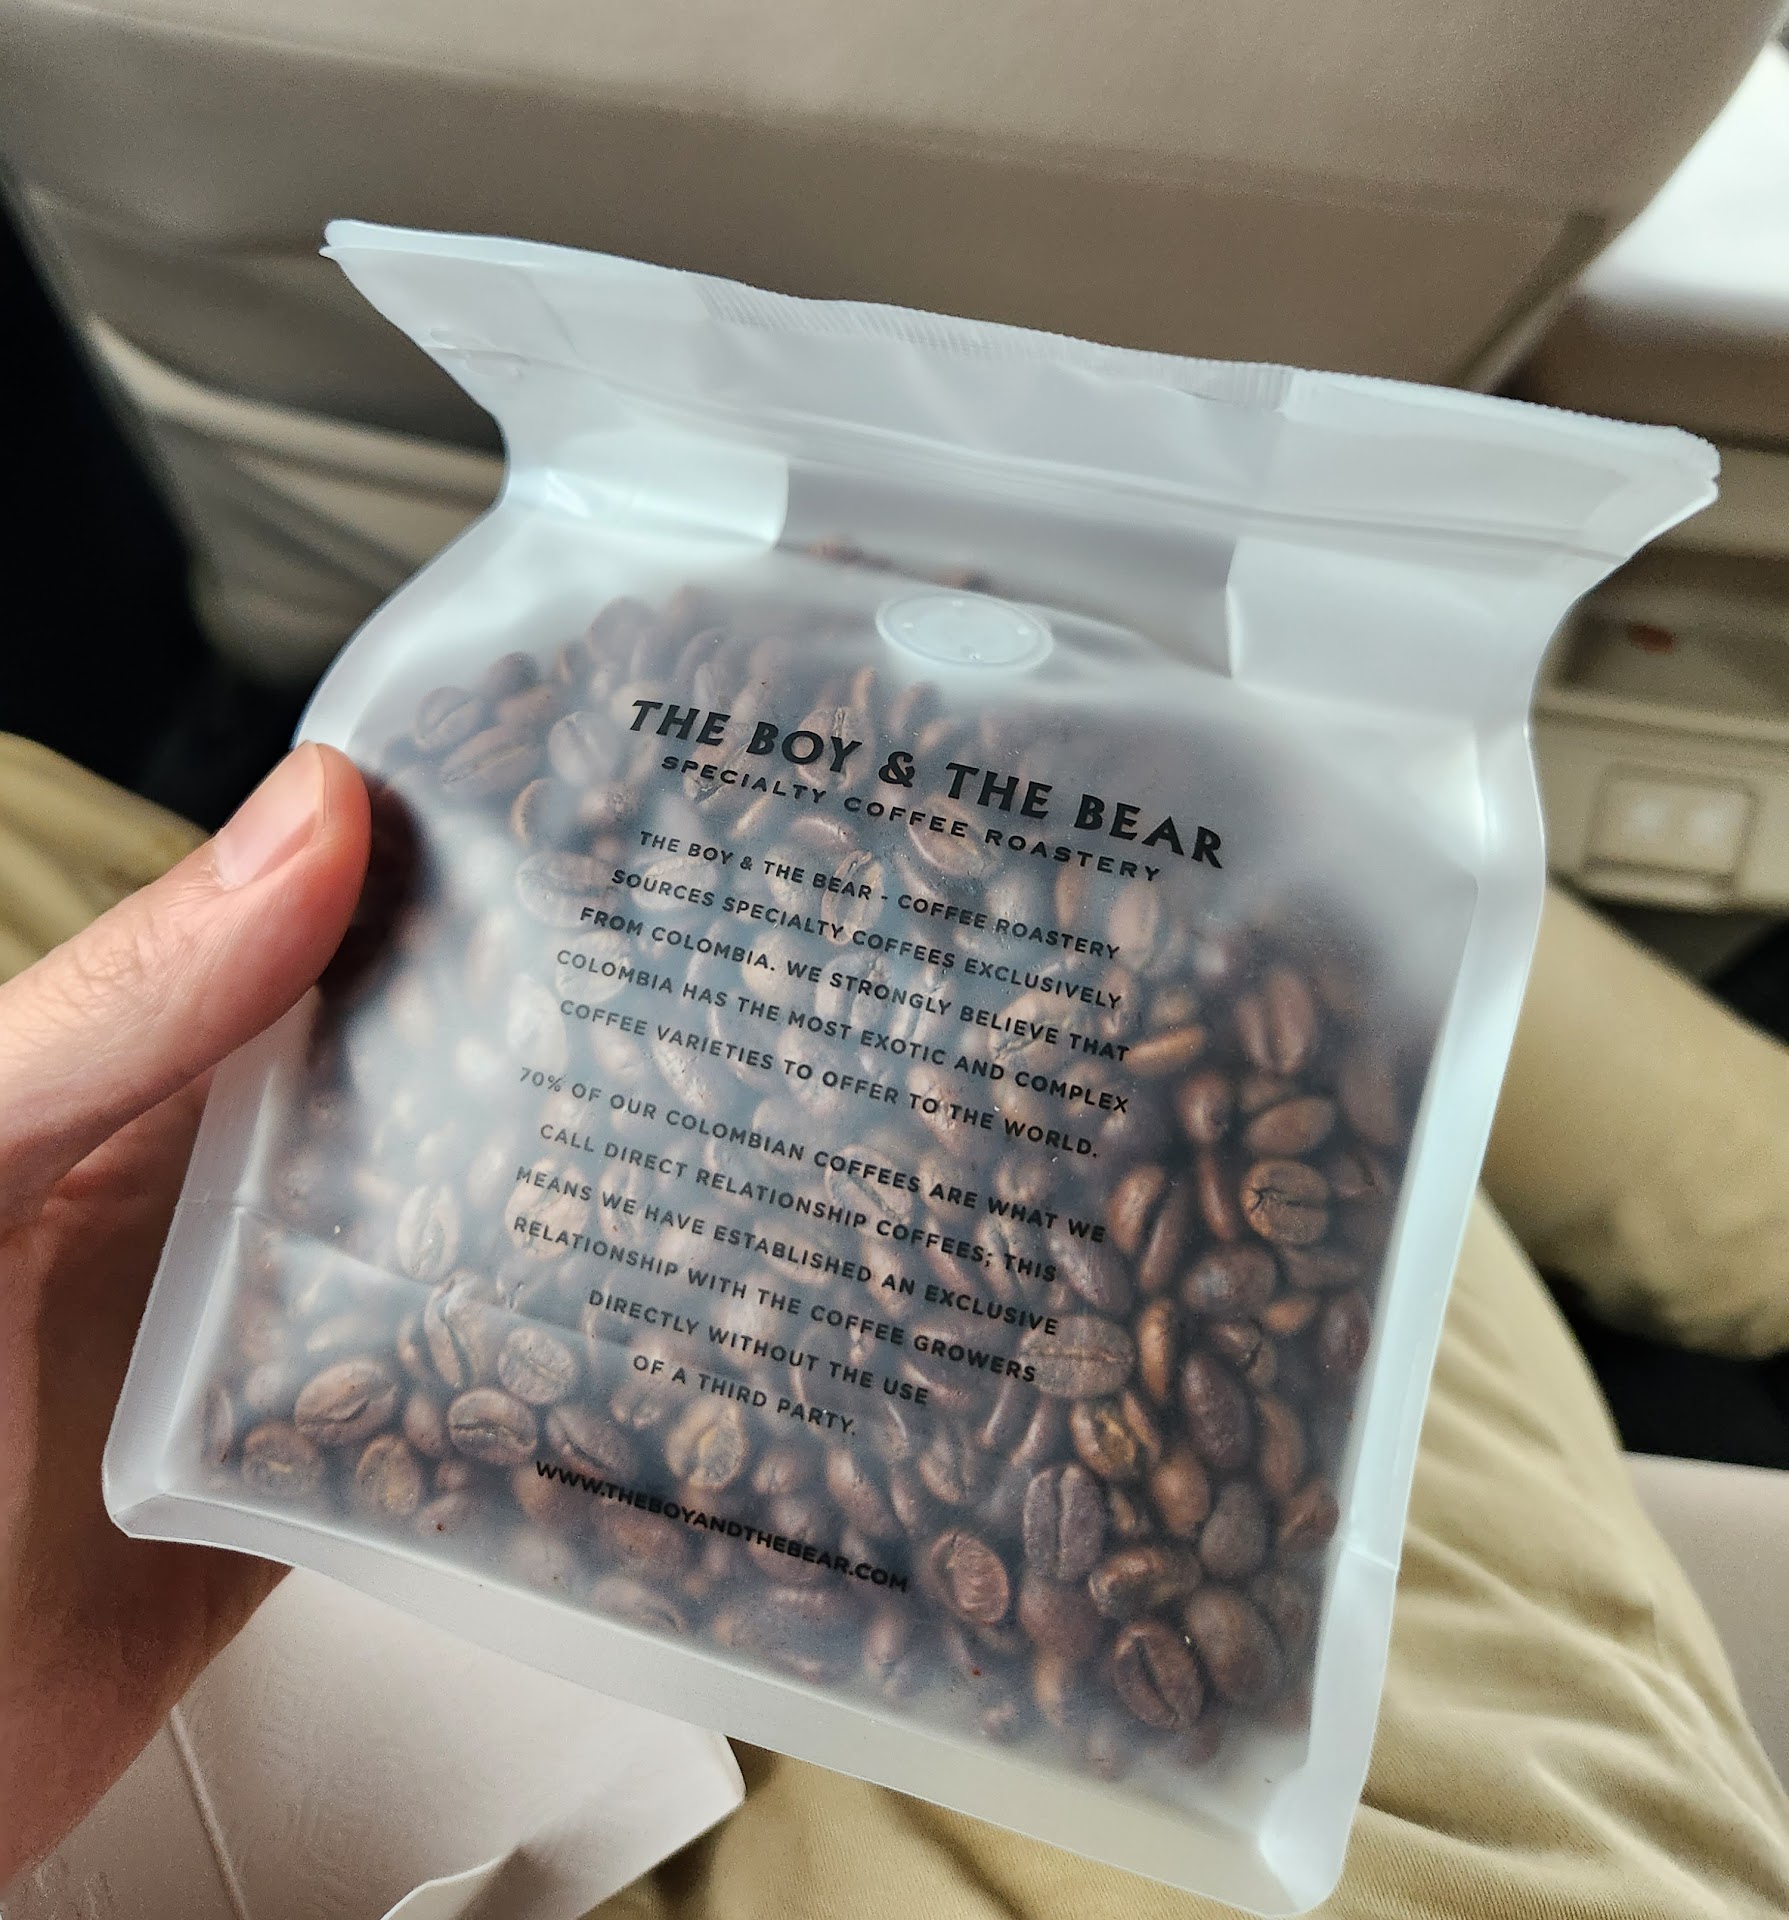 THE BOY & THE BEAR
SPECIALTY COFFEE ROASTERY
THE BOY & THE BEAR - COFFEE ROASTERY
SOURCES SPECIALTY COFFEES EXCLUSIVELY
FROM COLOMBIA. WE STRONGLY BELIEVE THAT
COLOMBIA HAS THE MOST EXOTIC AND COMPLEX
COFFEE VARIETIES TO OFFER TO THE WORLD.
70% OF OUR COLOMBIAN COFFEES ARE WHAT WE
CALL DIRECT RELATIONSHIP COFFEES; THIS
MEANS WE HAVE ESTABLISHED AN EXCLUSIVE
RELATIONSHIP WITH THE COFFEE GROWERS
DIRECTLY WITHOUT THE USE
OF A THIRD PARTY.
WWW.THEBOYANDTHEBEAR.COM